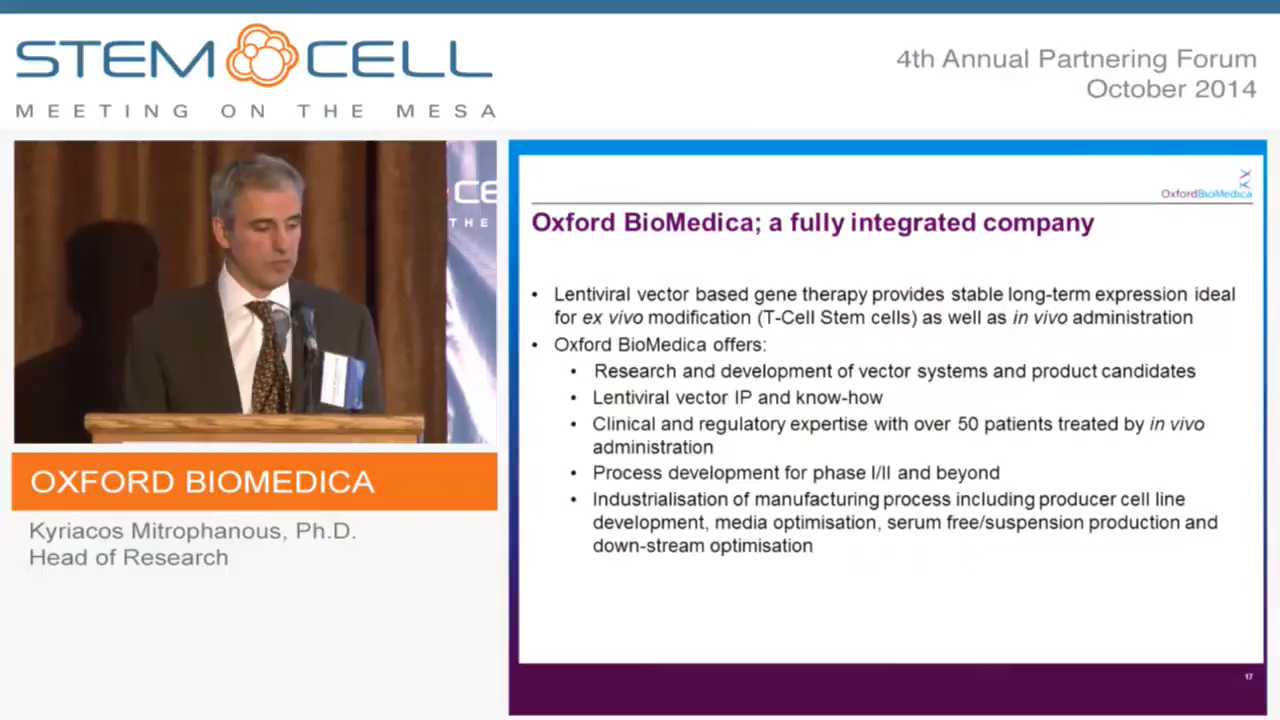 STEM CELL
MEETING ON THE MESA
4th Annual Partnering Forum
October 2014
CE
THE
OXFORD BIOMEDICA
Kyriacos Mitrophanous, Ph.D.
Head of Research
OxfordBioMedica
Oxford BioMedica; a fully integrated company
• Lentiviral vector based gene therapy provides stable long-term expression ideal
for ex vivo modification (T-Cell Stem cells) as well as in vivo administration
• Oxford BioMedica offers:
• Research and development of vector systems and product candidates
• Lentiviral vector IP and know-how
• Clinical and regulatory expertise with over 50 patients treated by in vivo
administration
• Process development for phase I/II and beyond
• Industrialisation of manufacturing process including producer cell line
development, media optimisation, serum free/suspension production and
down-stream optimisation
17